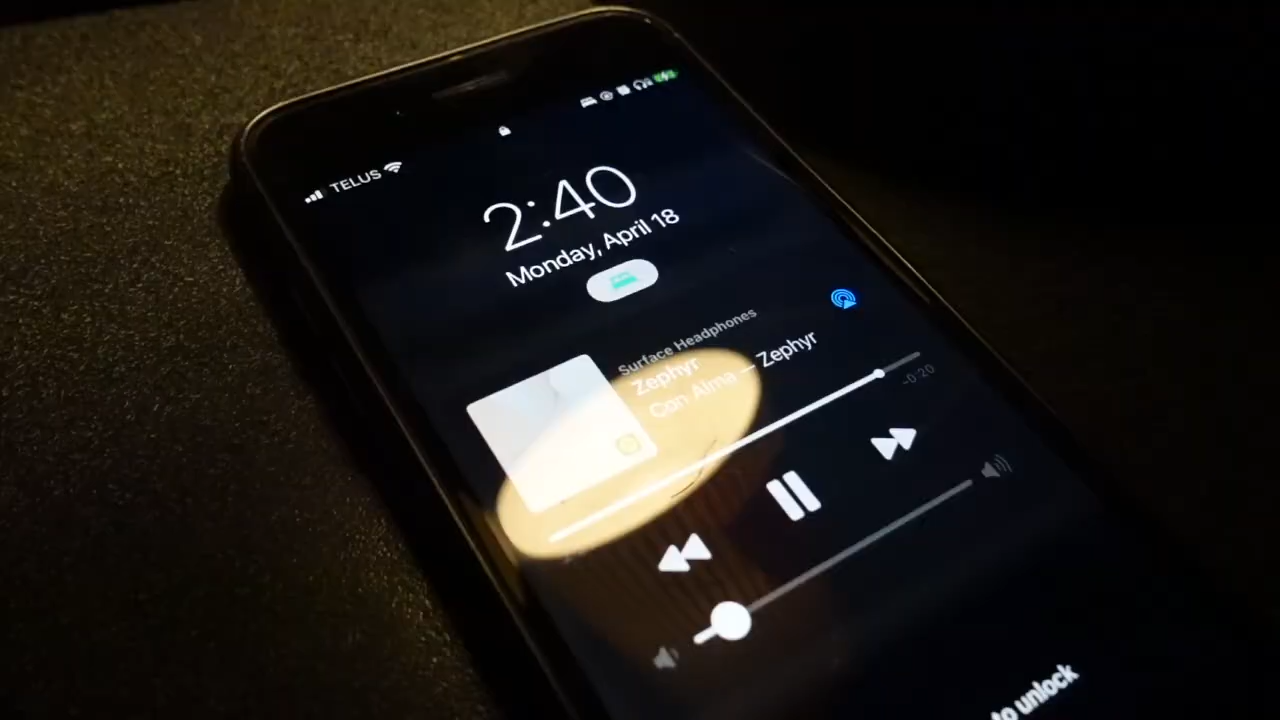 TELUS
2:40
Monday, April 18
Surface Headphones
Zephyr
Con Alma — Zephyr
-0:20
to unlock